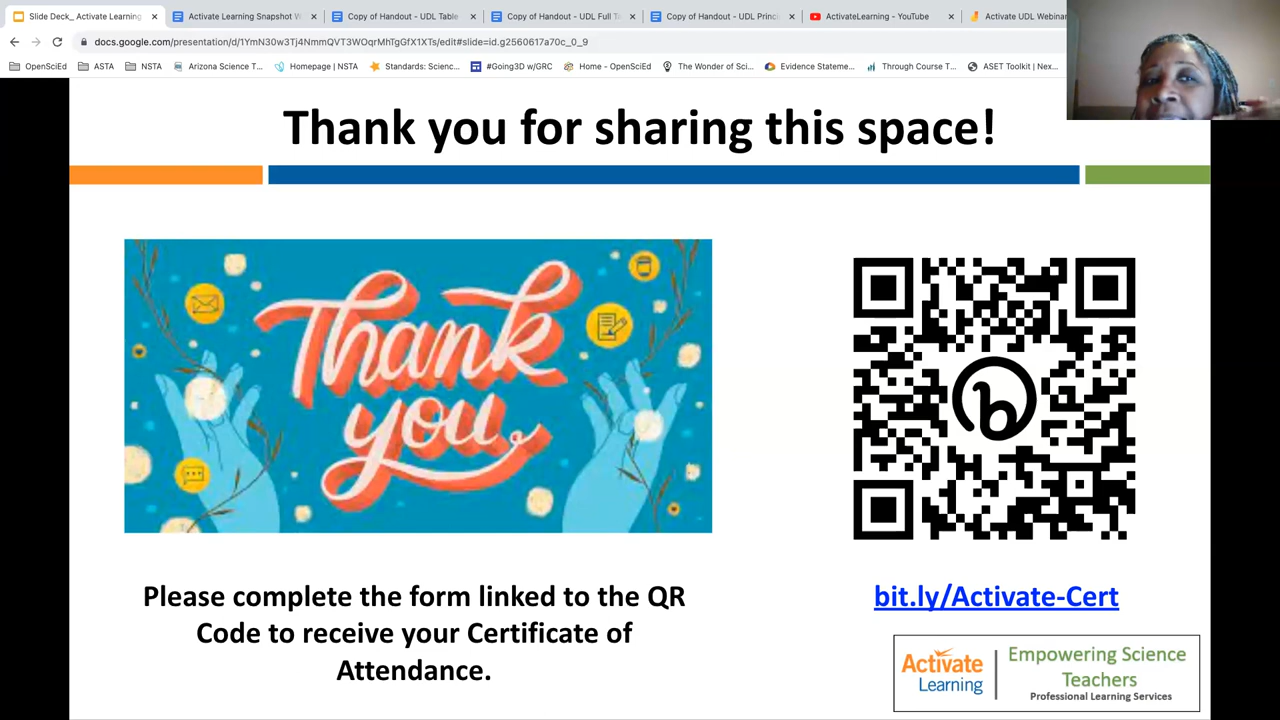 Slide Deck_ Activate Learning
Activate Learning Snapshot W
Copy of Handout - UDL Table
Copy of Handout - UDL Full T
Copy of Handout - UDL Princi
ActivateLearning - YouTube
Activate UDL Webinar
docs.google.com/presentation/d/1YmN30w3Tj4NmmQVT3WOqrMhTgGfX1XTs/edit#slide=id.g2560617a70c_0_9
OpenSciEd
ASTA
NSTA
Arizona Science T...
Homepage | NSTA
Standards: Scienc...
#Going3D w/GRC
Home - OpenSciEd
The Wonder of Sci...
Evidence Stateme...
Through Course T...
ASET Toolkit | Nex...
Thank you for sharing this space!
Thank
you
b
Please complete the form linked to the QR
Code to receive your Certificate of
Attendance.
bit.ly/Activate-Cert
Activate
Learning
Empowering Science
Teachers
Professional Learning Services